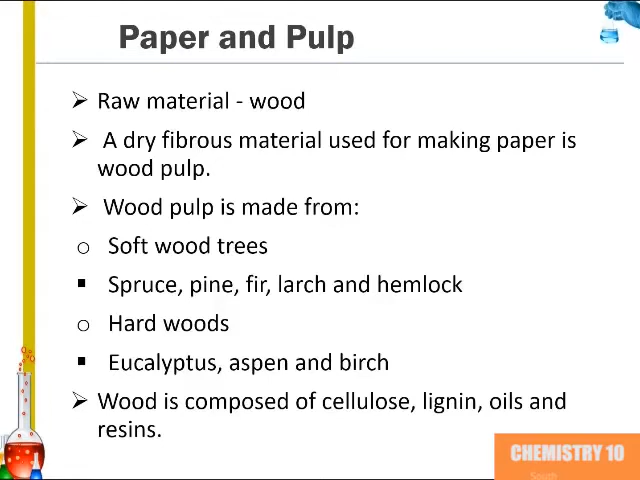 Paper and Pulp
➢ Raw material - wood
➢ A dry fibrous material used for making paper is
wood pulp.
➢ Wood pulp is made from:
o Soft wood trees
▪ Spruce, pine, fir, larch and hemlock
o Hard woods
▪ Eucalyptus, aspen and birch
➢ Wood is composed of cellulose, lignin, oils and
resins.
CHEMISTRY 10